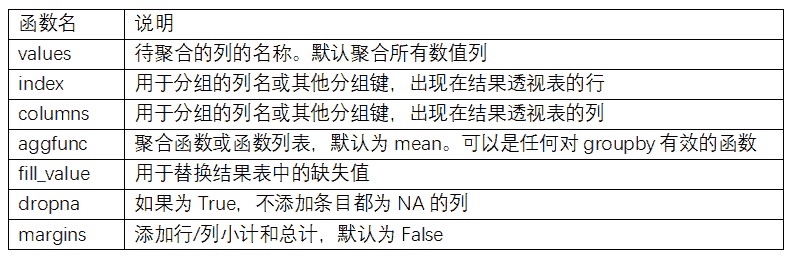 函数名 说明
values 待聚合的列的名称。默认聚合所有数值列
index 用于分组的列名或其他分组键，出现在结果透视表的行
columns 用于分组的列名或其他分组键，出现在结果透视表的列
aggfunc 聚合函数或函数列表，默认为 mean。可以是任何对 groupby 有效的函数
fill_value 用于替换结果表中的缺失值
dropna 如果为 True，不添加条目都为 NA 的列
margins 添加行/列小计和总计，默认为 False